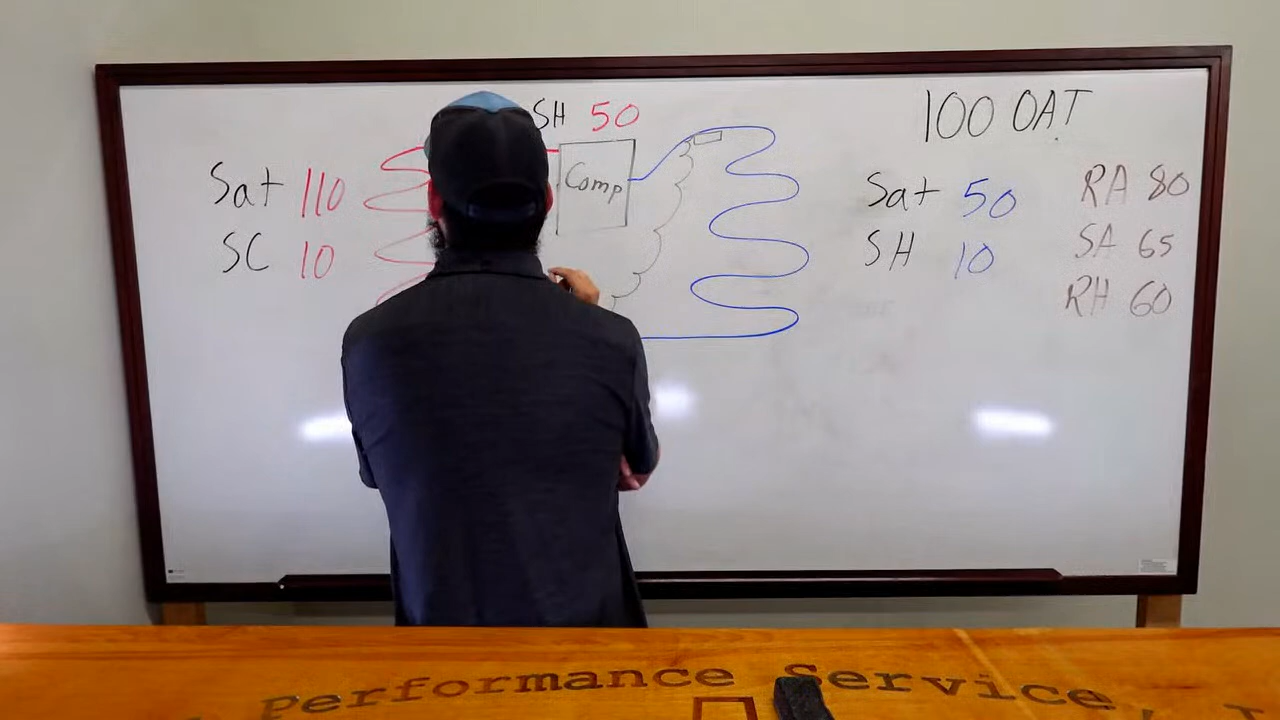 SH 50
100 OAT
Sat 110
SC 10
Comp
Sat 50
SH 10
RA 80
SA 65
RH 60
Performance Service, I